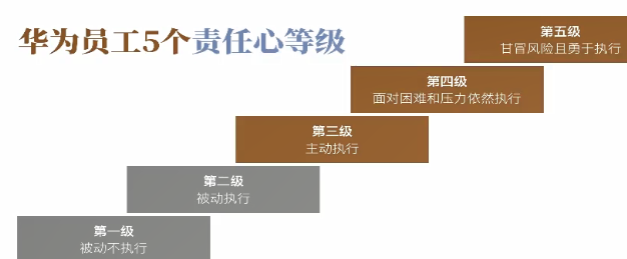 华为员工5个责任心等级
第五级
甘冒风险且勇于执行
第四级
面对困难和压力依然执行
第三级
主动执行
第二级
被动执行
第一级
被动不执行